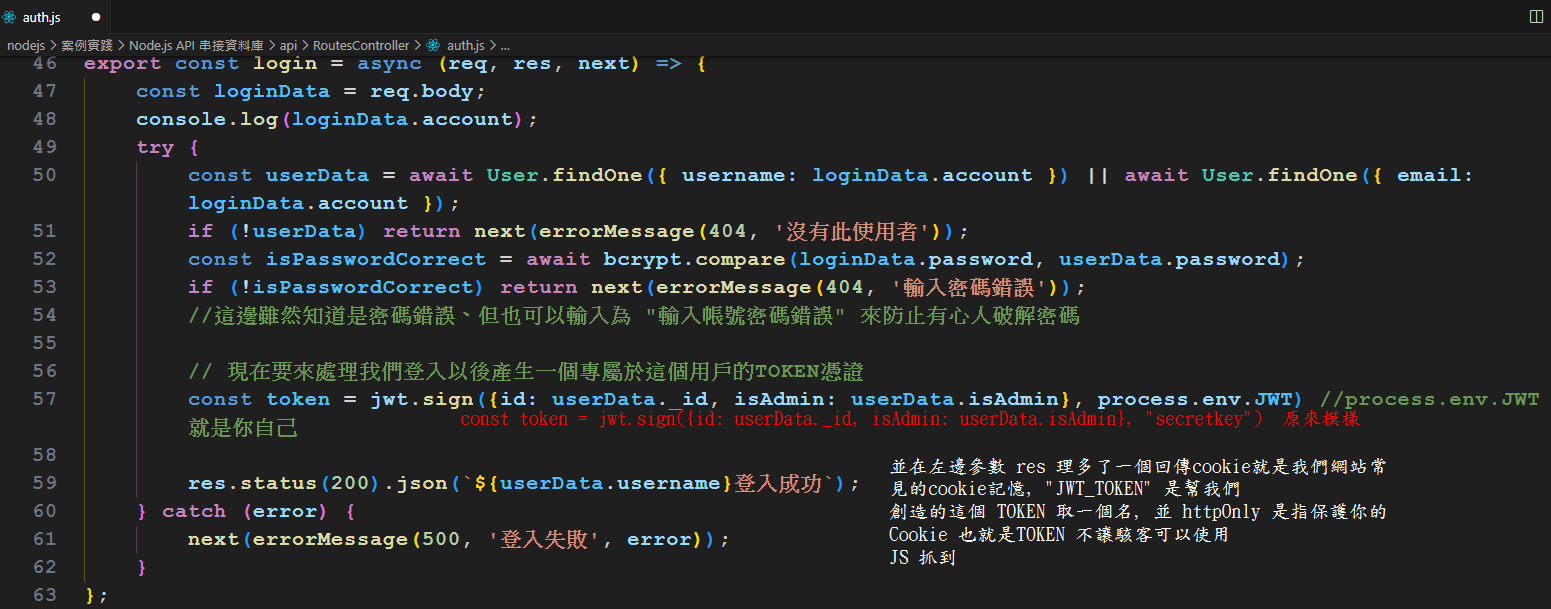 auth.js
nodejs > 案例實踐 > Node.js API 串接資料庫 > api > RoutesController > auth.js > ...
46 export const login = async (req, res, next) => {
47 const loginData = req.body;
48 console.log(loginData.account);
49 try {
50 const userData = await User.findOne({ username: loginData.account }) || await User.findOne({ email:
loginData.account });
51 if (!userData) return next(errorMessage(404, '沒有此使用者'));
52 const isPasswordCorrect = await bcrypt.compare(loginData.password, userData.password);
53 if (!isPasswordCorrect) return next(errorMessage(404, '輸入密碼錯誤'));
54 //這邊雖然知道是密碼錯誤、但也可以輸入為 "輸入帳號密碼錯誤" 來防止有心人破解密碼
55
56 // 現在要來處理我們登入以後產生一個專屬於這個用戶的TOKEN憑證
57 const token = jwt.sign({id: userData._id, isAdmin: userData.isAdmin}, process.env.JWT) //process.env.JWT
就是你自己
const token = jwt.sign({id: userData._id, isAdmin: userData.isAdmin}, "secretkey") 原來模樣
58
59 res.status(200).json(`${userData.username}登入成功`);
60 } catch (error) {
61 next(errorMessage(500, '登入失敗', error));
62 }
63 };
並在左邊參數 res 理多了一個回傳cookie就是我們網站常
見的cookie記憶, "JWT_TOKEN" 是幫我們
創造的這個 TOKEN 取一個名, 並 httpOnly 是指保護你的
Cookie 也就是TOKEN 不讓駭客可以使用
JS 抓到